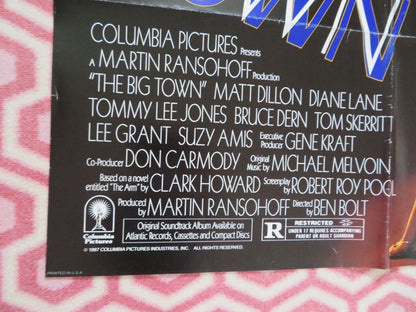 OWN
COLUMBIA PICTURES Presents
A MARTIN RANSOHOFF Production
"THE BIG TOWN" MATT DILLON DIANE LANE
TOMMY LEE JONES BRUCE DERN TOM SKERRITT
LEE GRANT SUZY AMIS Executive Producer GENE KRAFT
Co-Producer DON CARMODY Original Music by MICHAEL MELVOIN
Based on a novel entitled "The Arm" by CLARK HOWARD Screenplay by ROBERT ROY POOL
Produced by MARTIN RANSOHOFF Directed by BEN BOLT
Columbia Pictures
Original Soundtrack Album Available on
Atlantic Records, Cassettes and Compact Discs
R RESTRICTED
UNDER 17 REQUIRES ACCOMPANYING
PARENT OR ADULT GUARDIAN
© 1987 COLUMBIA PICTURES INDUSTRIES, INC. ALL RIGHTS RESERVED.
PRINTED IN U.S.A.